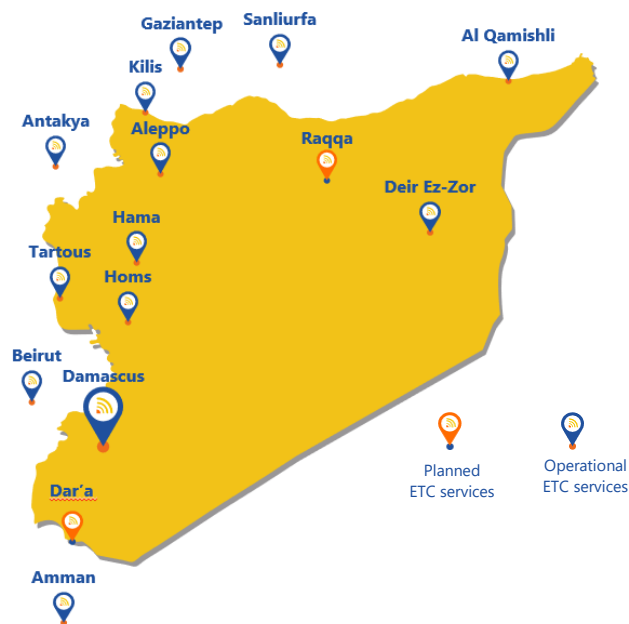 Sanliurfa
Gaziantep
Al Qamishli
Kilis
Antakya
Aleppo
Raqqa
Deir Ez-Zor
Hama
Tartous
Homs
Beirut
Damascus
Planned
ETC services
Operational
ETC services
Dar’a
Amman